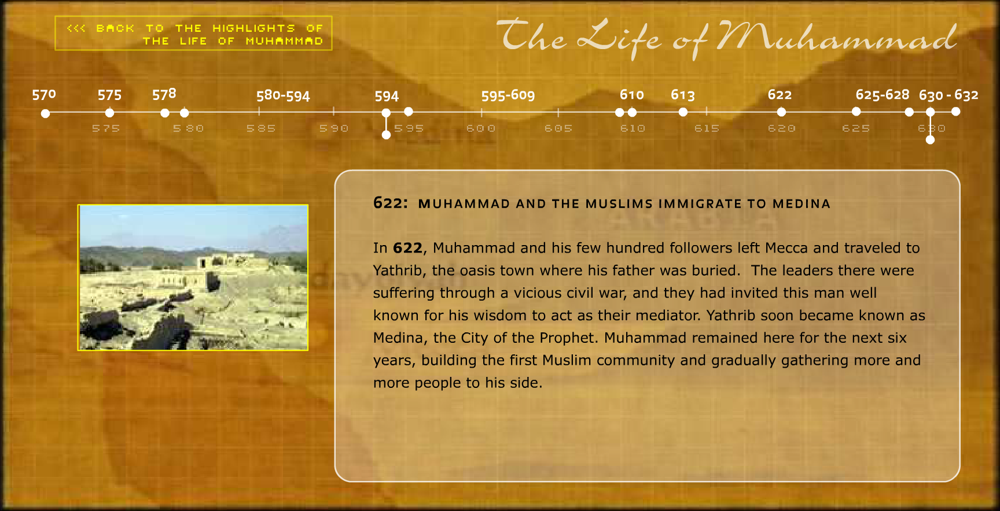 <<< BACK TO THE HIGHLIGHTS OF
THE LIFE OF MUHAMMAD
The Life of Muhammad
570 575 578 580-594 594 595-609 610 613 622 625-628 630 - 632
575 580 585 590 595 600 605 610 615 620 625 630
622: MUHAMMAD AND THE MUSLIMS IMMIGRATE TO MEDINA
ARABIA
In 622, Muhammad and his few hundred followers left Mecca and traveled to
Yathrib, the oasis town where his father was buried.  The leaders there were
suffering through a vicious civil war, and they had invited this man well
known for his wisdom to act as their mediator. Yathrib soon became known as
Medina, the City of the Prophet. Muhammad remained here for the next six
years, building the first Muslim community and gradually gathering more and
more people to his side.